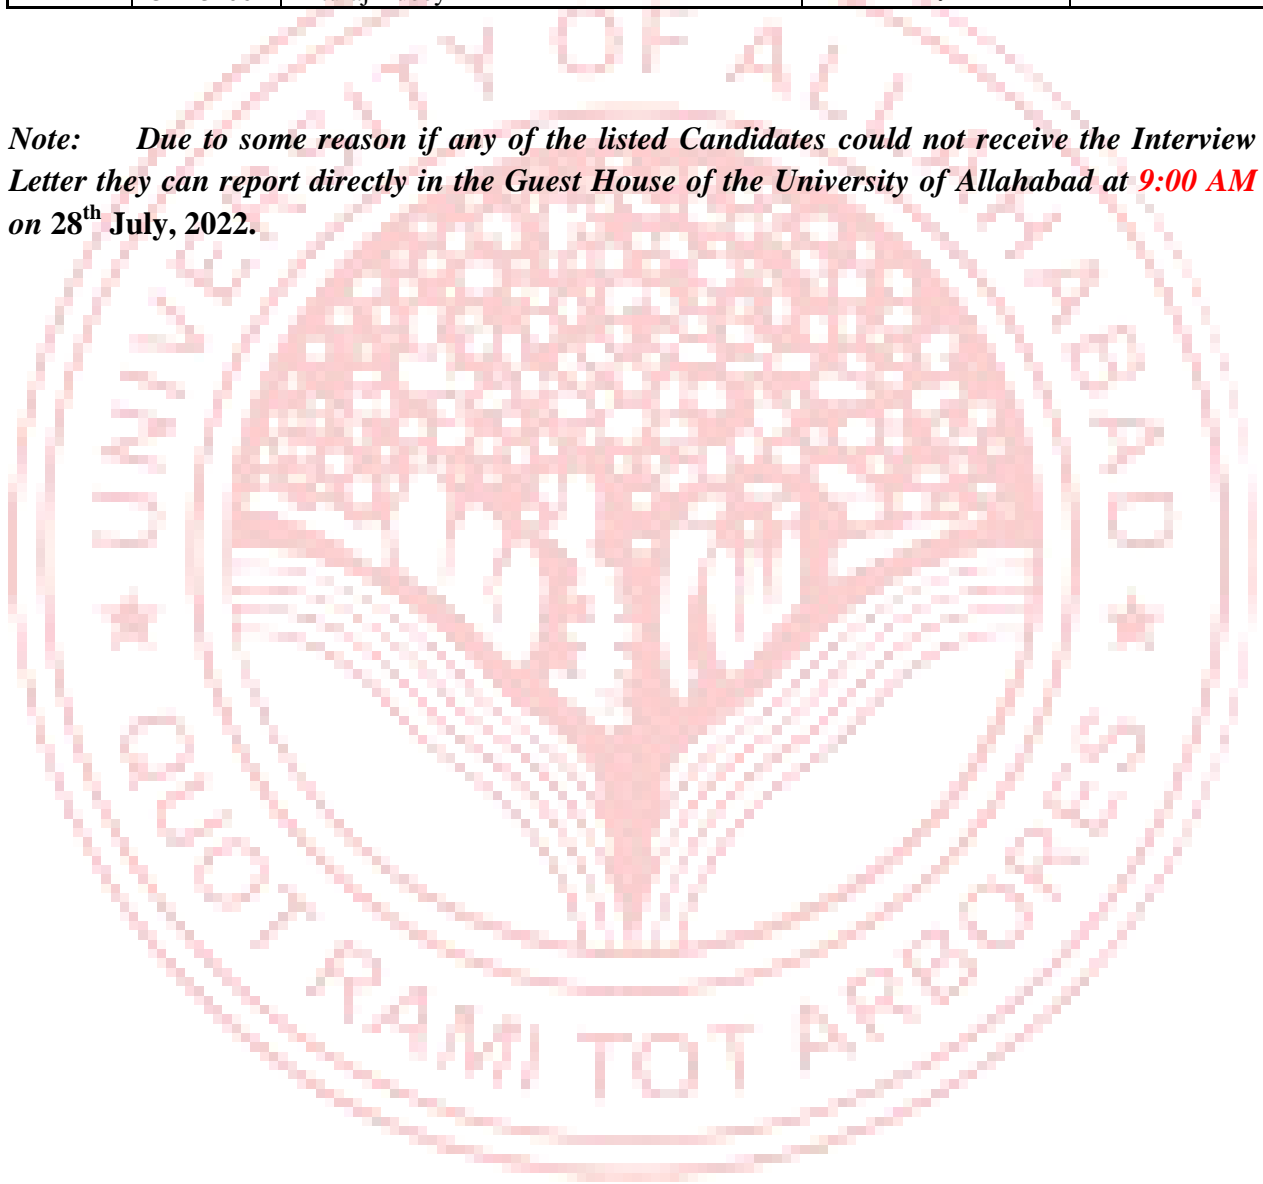 Note: Due to some reason if any of the listed Candidates could not receive the Interview
Letter they can report directly in the Guest House of the University of Allahabad at 9:00 AM
on 28th July, 2022.
UNIVERSITY OF ALLAHABAD
QUOT RAMI TOT ARBORES